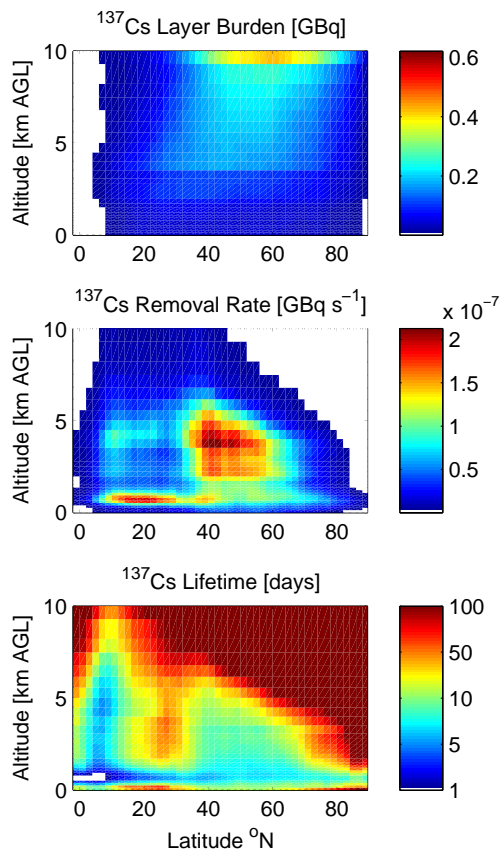 ¹³⁷Cs Layer Burden [GBq]
10
5
0
Altitude [km AGL]
0 20 40 60 80
0.6
0.4
0.2
¹³⁷Cs Removal Rate [GBq s⁻¹]
x 10⁻⁷
10
5
0
Altitude [km AGL]
0 20 40 60 80
2
1.5
1
0.5
¹³⁷Cs Lifetime [days]
10
5
0
Altitude [km AGL]
0 20 40 60 80
Latitude ᵒN
100
50
10
5
1